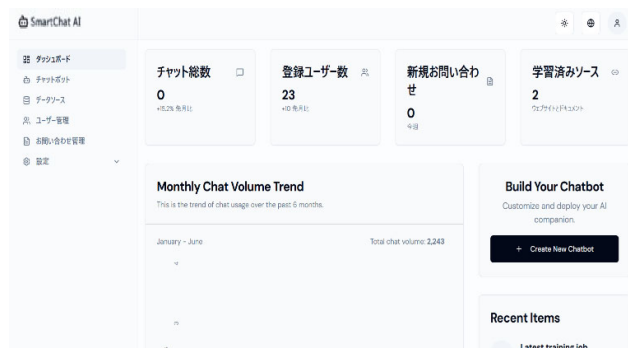 SmartChat AI
ダッシュボード
チャットボット
データソース
ユーザー管理
お問い合わせ管理
設定
チャット総数
0
+15.2% 先月比
登録ユーザー数
23
+10 先月比
新規お問い合わ
せ
0
今週
学習済みソース
2
ウェブサイトとドキュメント
Monthly Chat Volume Trend
This is the trend of chat usage over the past 6 months.
January - June
Total chat volume: 2,243
Build Your Chatbot
Customize and deploy your AI
companion.
+ Create New Chatbot
Recent Items
Latest training job